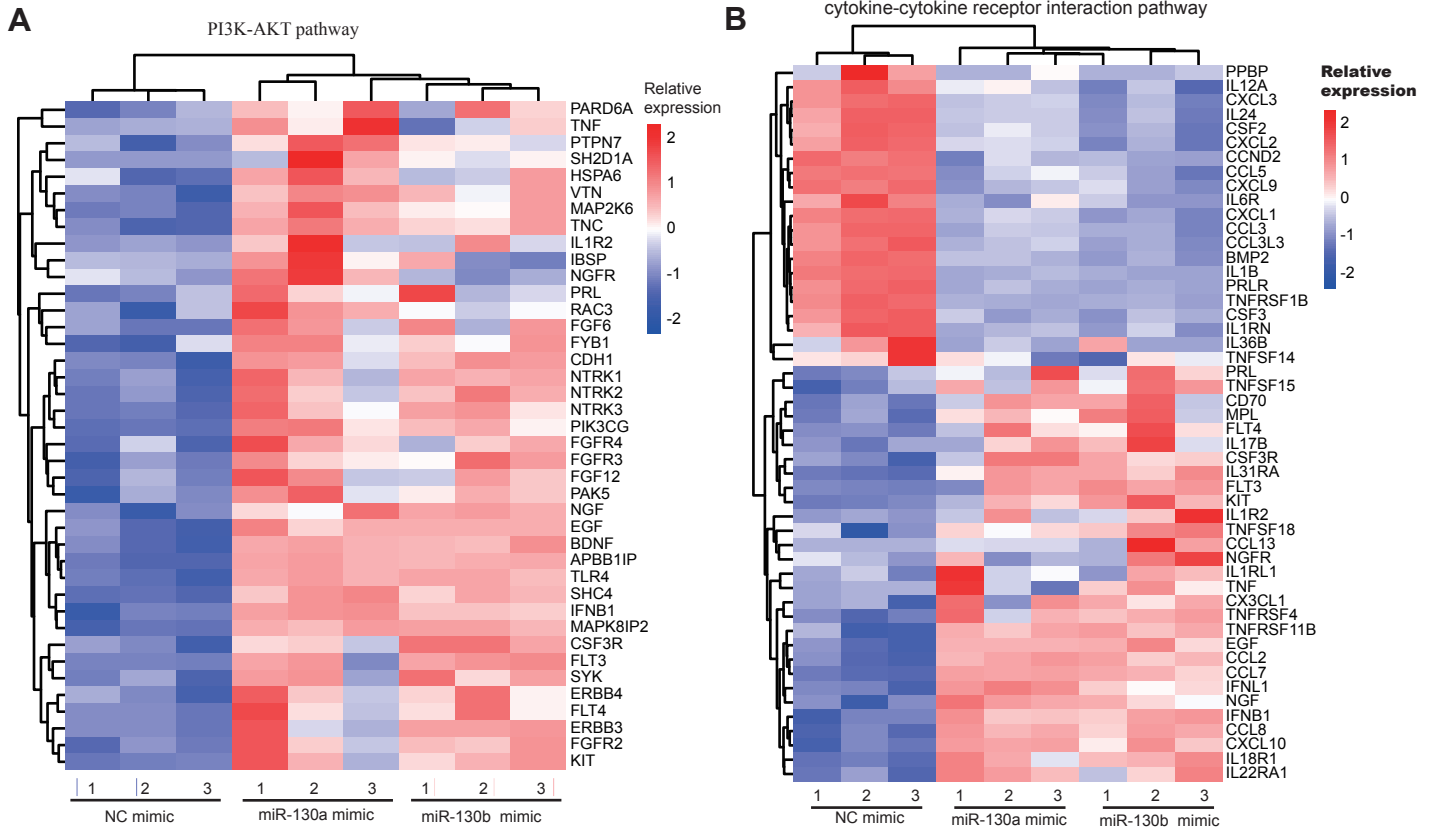 A
PI3K-AKT pathway
Relative
expression
2
1
0
-1
-2
PARD6A
TNF
PTPN7
SH2D1A
HSPA6
VTN
MAP2K6
TNC
IL1R2
IBSP
NGFR
PRL
RAC3
FGF6
FYB1
CDH1
NTRK1
NTRK2
NTRK3
PIK3CG
FGFR4
FGFR3
FGF12
PAK5
NGF
EGF
BDNF
APBB1IP
TLR4
SHC4
IFNB1
MAPK8IP2
CSF3R
FLT3
SYK
ERBB4
FLT4
ERBB3
FGFR2
KIT
1 2 3 1 2 3 1 2 3
NC mimic miR-130a mimic miR-130b mimic
B
cytokine-cytokine receptor interaction pathway
Relative
expression
2
1
0
-1
-2
PPBP
IL12A
CXCL3
IL24
CSF2
CXCL2
CCND2
CCL5
CXCL9
IL6R
CXCL1
CCL3
CCL3L3
BMP2
IL1B
PRLR
TNFRSF1B
CSF3
IL1RN
IL36B
TNFSF14
PRL
TNFSF15
CD70
MPL
FLT4
IL17B
CSF3R
IL31RA
FLT3
KIT
IL1R2
TNFSF18
CCL13
NGFR
IL1RL1
TNF
CX3CL1
TNFRSF4
TNFRSF11B
EGF
CCL2
CCL7
IFNL1
NGF
IFNB1
CCL8
CXCL10
IL18R1
IL22RA1
1 2 3 1 2 3 1 2 3
NC mimic miR-130a mimic miR-130b mimic